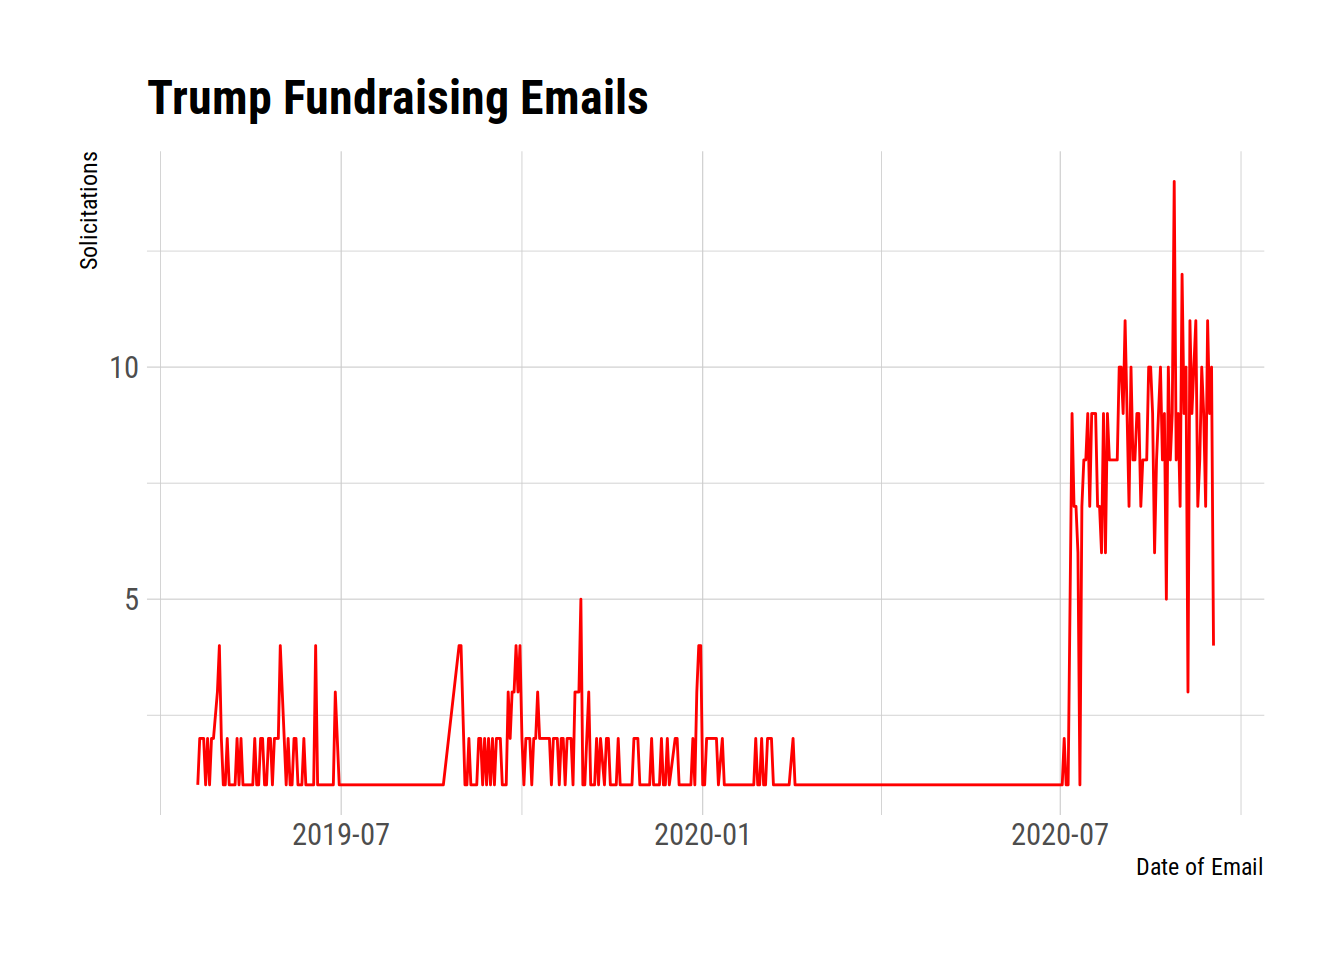 Trump Fundraising Emails
Solicitations
10
5
2019-07
2020-01
2020-07
Date of Email